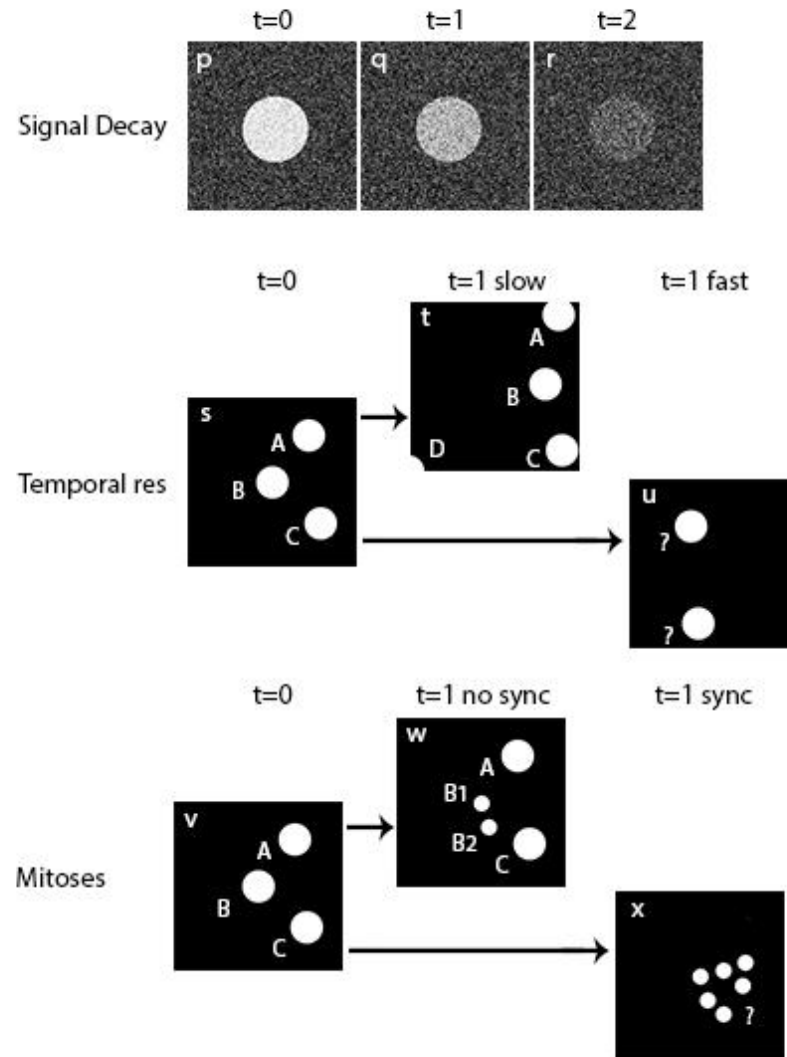 t=0 t=1 t=2
p q r
Signal Decay
t=0 t=1 slow t=1 fast
t
A
B
D C
s
A
B
C
Temporal res
u
?
?
t=0 t=1 no sync t=1 sync
w
A
B1
B2
C
v
A
B
C
Mitoses
x
?